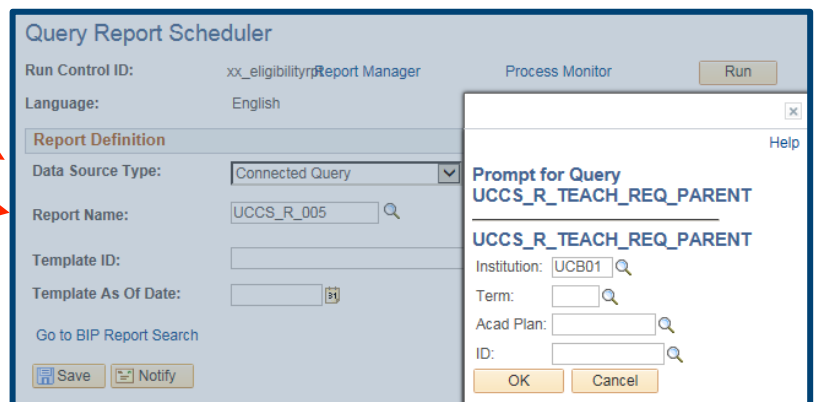 Query Report Scheduler
Run Control ID: xx_eligibilityrp Report Manager Process Monitor Run
Language: English
Report Definition
Data Source Type: Connected Query
Report Name: UCCS_R_005
Template ID:
Template As Of Date: 31
Go to BIP Report Search
Save Notify
x
Help
Prompt for Query
UCCS_R_TEACH_REQ_PARENT
UCCS_R_TEACH_REQ_PARENT
Institution: UCB01
Term:
Acad Plan:
ID:
OK Cancel